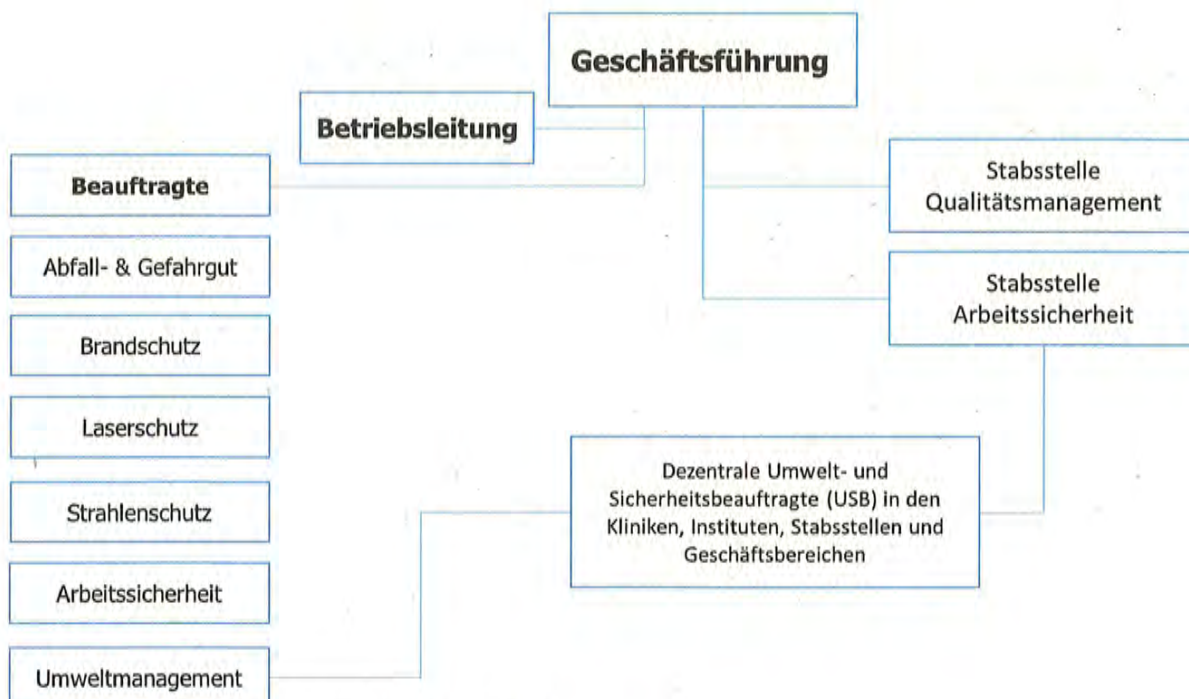 Geschäftsführung
Betriebsleitung
Beauftragte
Abfall- & Gefahrgut
Brandschutz
Laserschutz
Strahlenschutz
Arbeitssicherheit
Umweltmanagement
Stabsstelle
Qualitätsmanagement
Stabsstelle
Arbeitssicherheit
Dezentrale Umwelt- und
Sicherheitsbeauftragte (USB) in den
Kliniken, Instituten, Stabsstellen und
Geschäftsbereichen